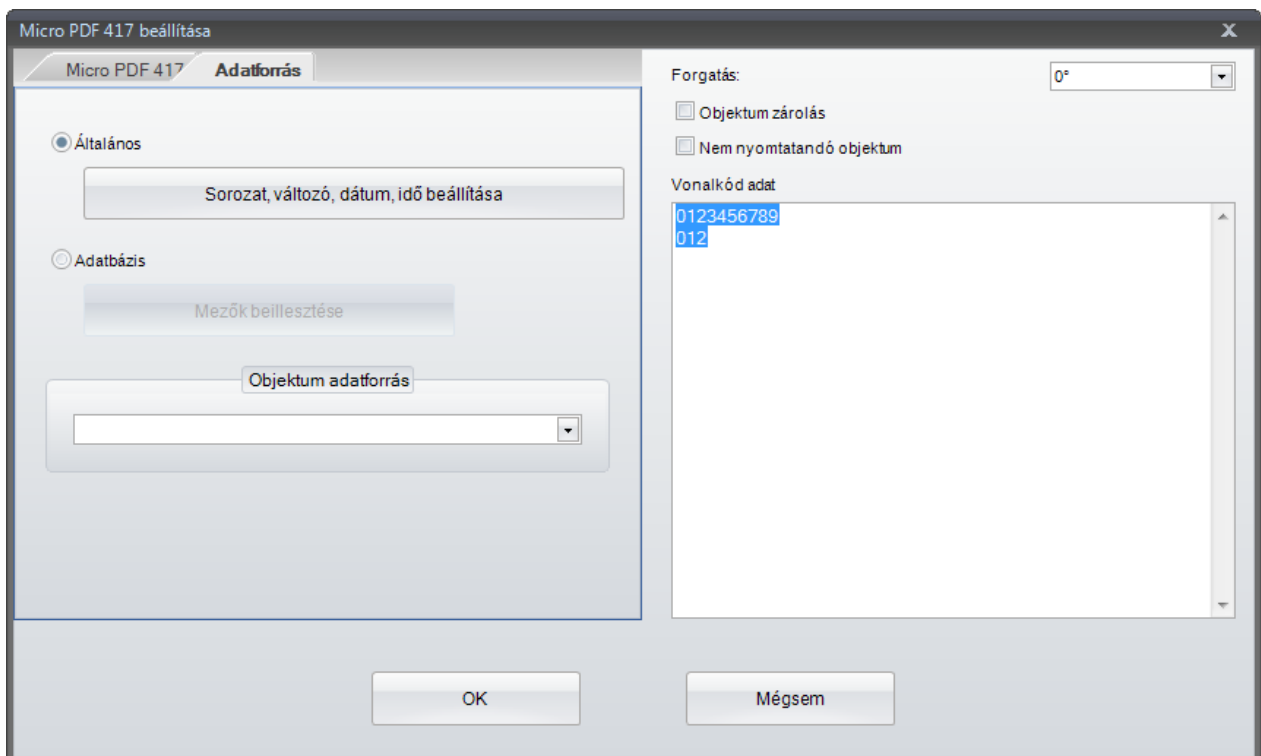 Micro PDF 417 beállítása
X
Micro PDF 417
Adatforrás
Általános
Sorozat, változó, dátum, idő beállítása
Adatbázis
Mezők beillesztése
Objektum adatforrás
Forgatás:
0°
Objektum zárolás
Nem nyomtatandó objektum
Vonalkód adat
0123456789
012
OK
Mégsem